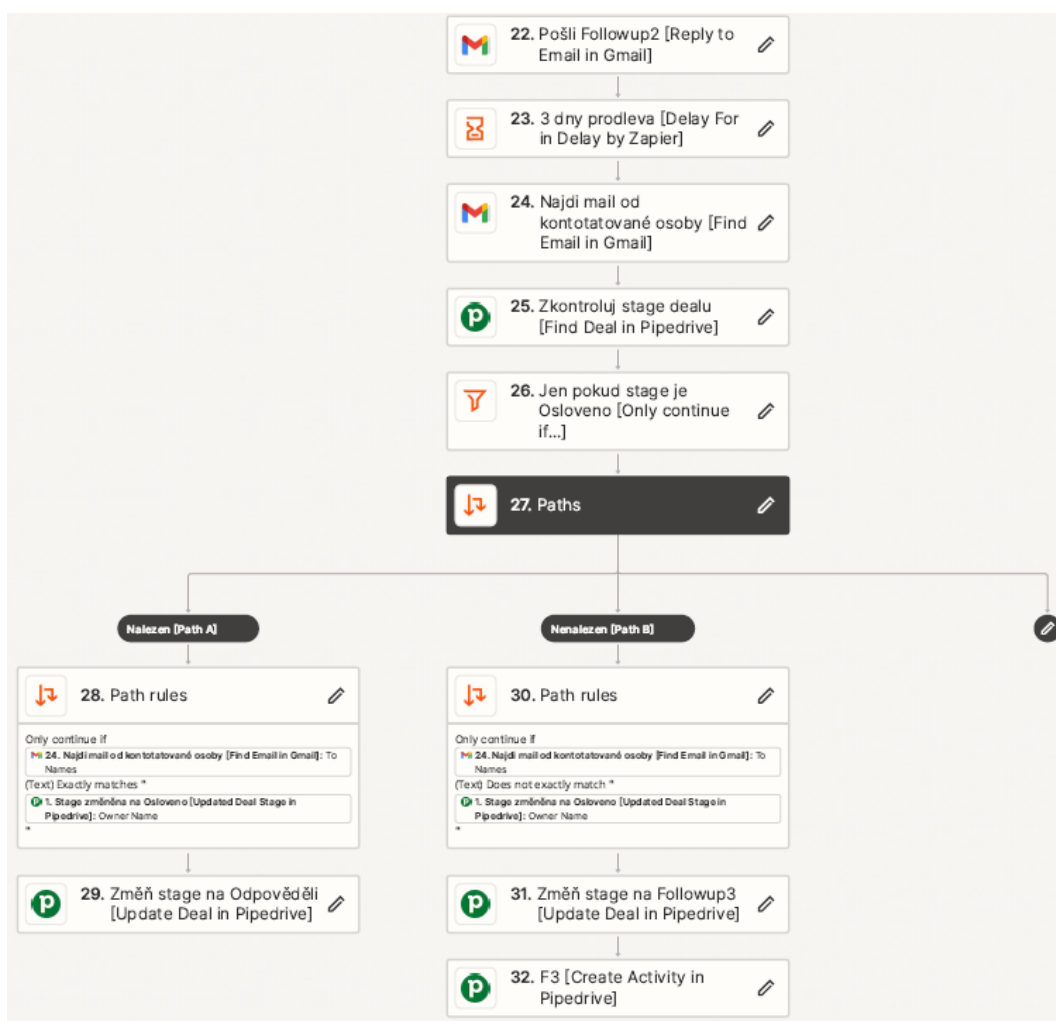 22. Pošli Followup2 [Reply to
Email in Gmail]
23. 3 dny prodleva [Delay For
in Delay by Zapier]
24. Najdi mail od
kontotatované osoby [Find
Email in Gmail]
25. Zkontroluj stage dealu
[Find Deal in Pipedrive]
26. Jen pokud stage je
Osloveno [Only continue
if...]
27. Paths
Nalezen [Path A]
28. Path rules
Only continue if
24. Najdi mail od kontotatované osoby [Find Email in Gmail]: To
Names
(Text) Exactly matches "
1. Stage změněna na Osloveno [Updated Deal Stage in
Pipedrive]: Owner Name
"
29. Změň stage na Odpověděli
[Update Deal in Pipedrive]
Nenalezen [Path B]
30. Path rules
Only continue if
24. Najdi mail od kontotatované osoby [Find Email in Gmail]: To
Names
(Text) Does not exactly match "
1. Stage změněna na Osloveno [Updated Deal Stage in
Pipedrive]: Owner Name
"
31. Změň stage na Followup3
[Update Deal in Pipedrive]
32. F3 [Create Activity in
Pipedrive]